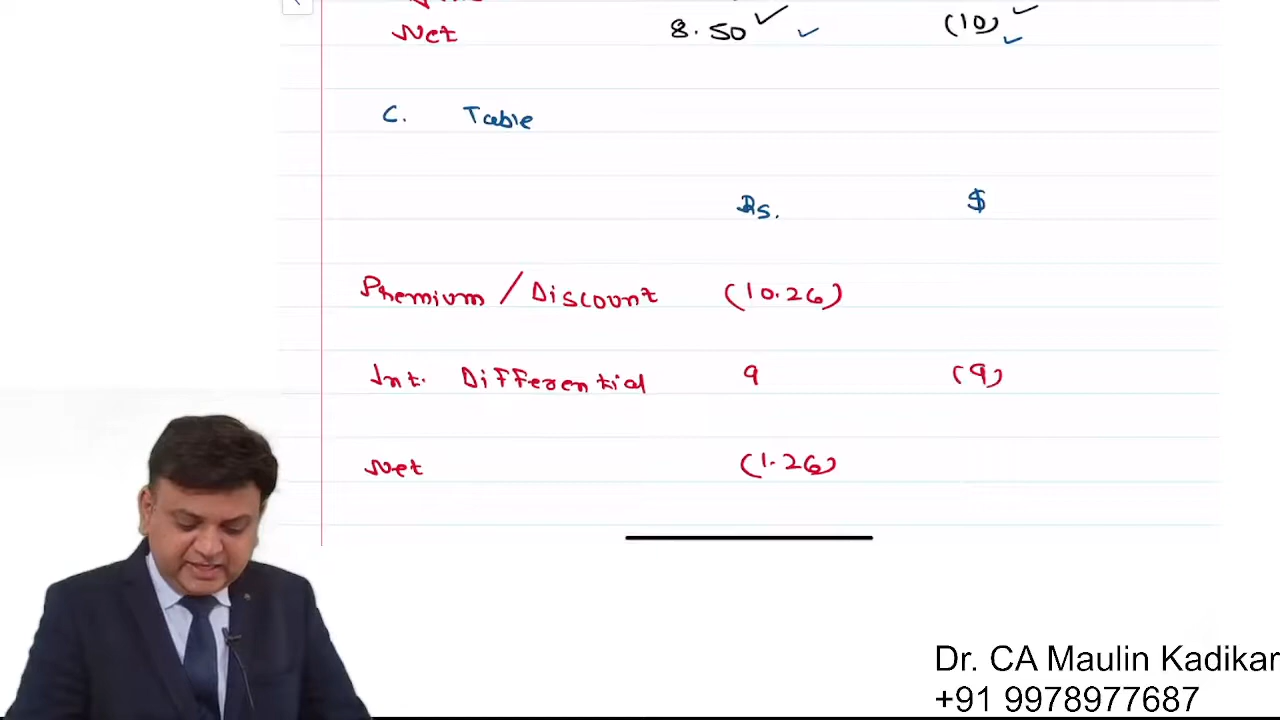 Net 8.50 ✓ ✓ (10) ✓ ✓
C. Table
Rs. $
Premium / Discount (10.26)
Int. Differential 9 (9)
Net (1.26)
Dr. CA Maulin Kadikar
+91 9978977687